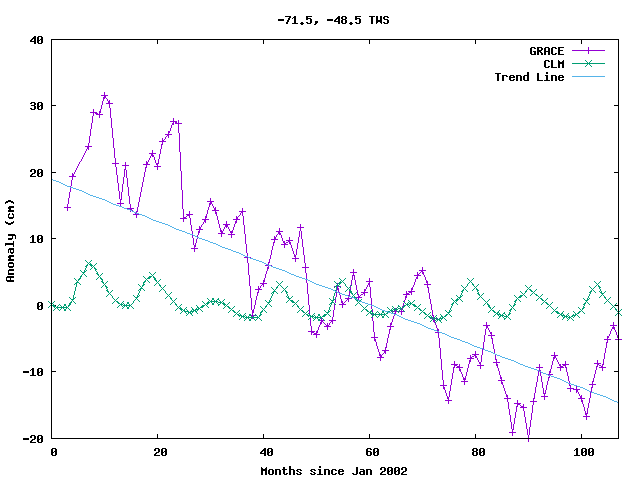 -71.5, -48.5 TWS
GRACE
CLM
Trend Line
Anomaly (cm)
40
30
20
10
0
-10
-20
0 20 40 60 80 100
Months since Jan 2002